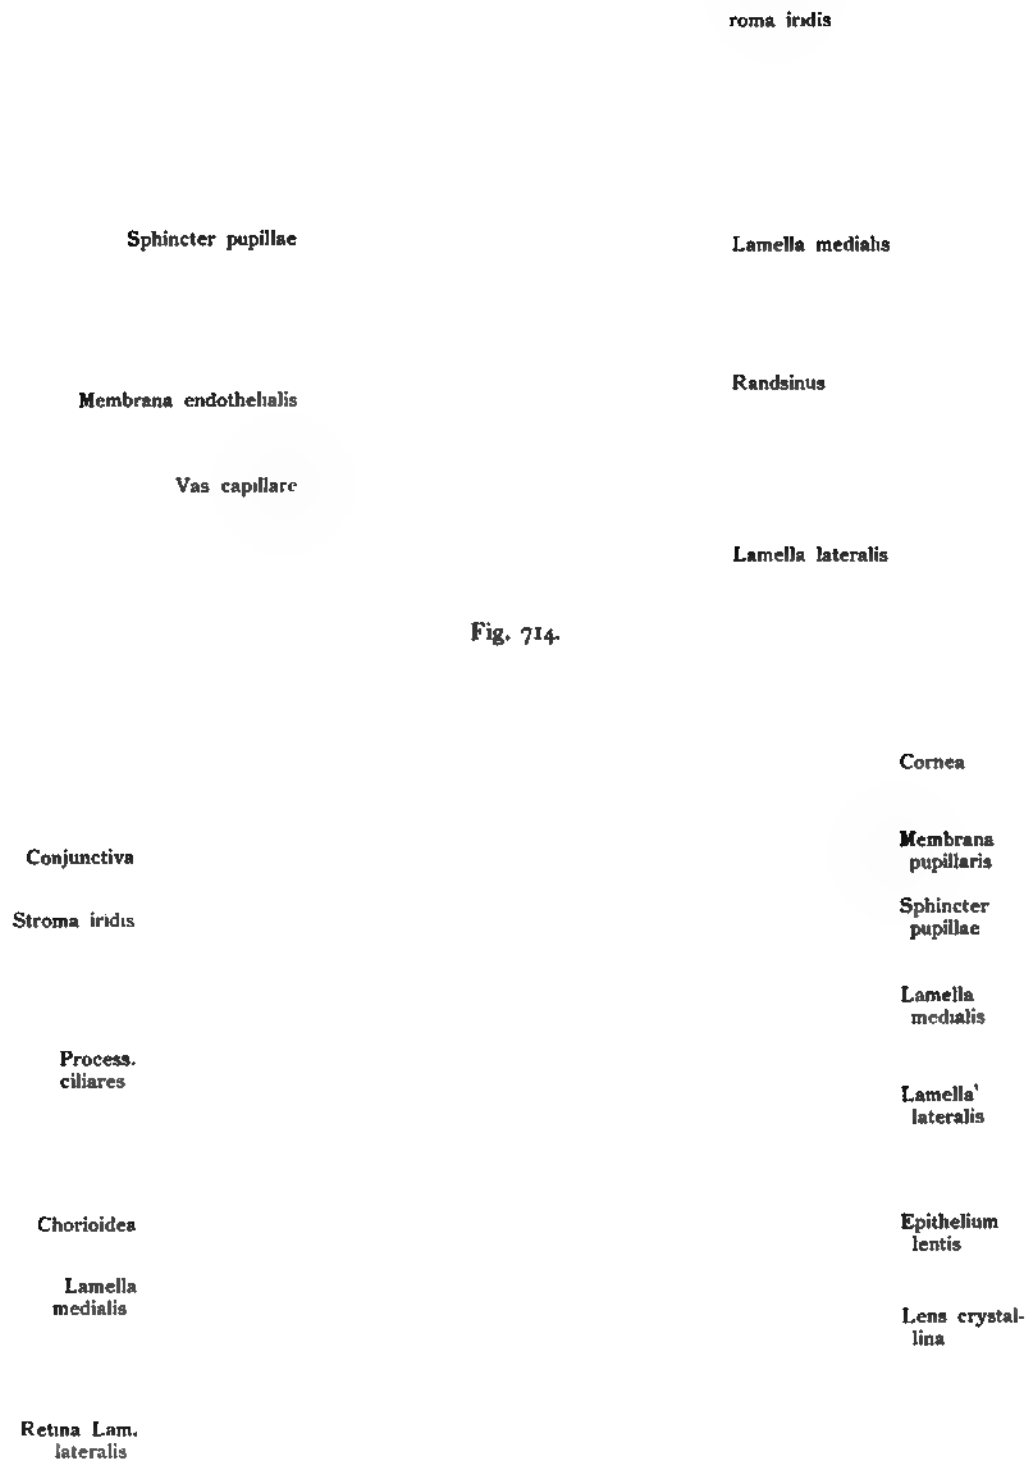 roma iridis
Sphincter pupillae
Lamella medialis
Randsinus
Membrana endothelialis
Vas capillare
Lamella lateralis
Fig. 714.
Cornea
Membrana
pupillaris
Conjunctiva
Sphincter
pupillae
Stroma iridis
Lamella
medialis
Process.
ciliares
Lamella
lateralis
Chorioidea
Epithelium
lentis
Lamella
medialis
Lens crystal-
lina
Retina Lam.
lateralis